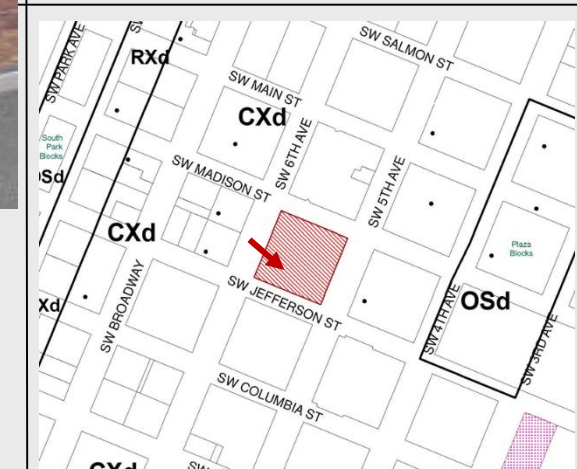 SW PARK AVE
SW SALMON ST
RXd
SW MAIN ST
CXd
SW 6TH AVE
South
Park
Blocks
SW MADISON ST
SW 5TH AVE
CXd
Plaza
Blocks
SW BROADWAY
SW JEFFERSON ST
OSd
SW 4TH AVE
SW 3RD AVE
SW COLUMBIA ST